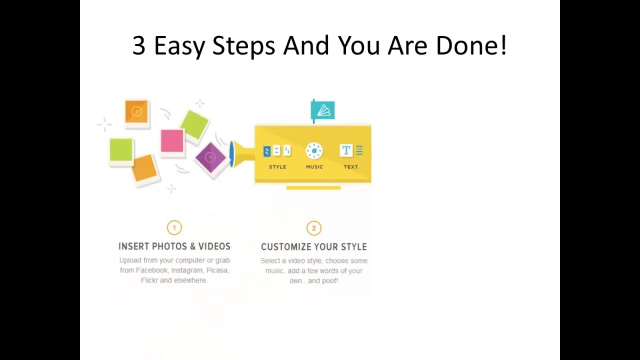 3 Easy Steps And You Are Done!
STYLE MUSIC TEXT
1
INSERT PHOTOS & VIDEOS
Upload from your computer or grab
from Facebook, Instagram, Picasa,
Flickr and elsewhere.
2
CUSTOMIZE YOUR STYLE
Select a video style, choose some
music, add a few words of your
own.. and poof!